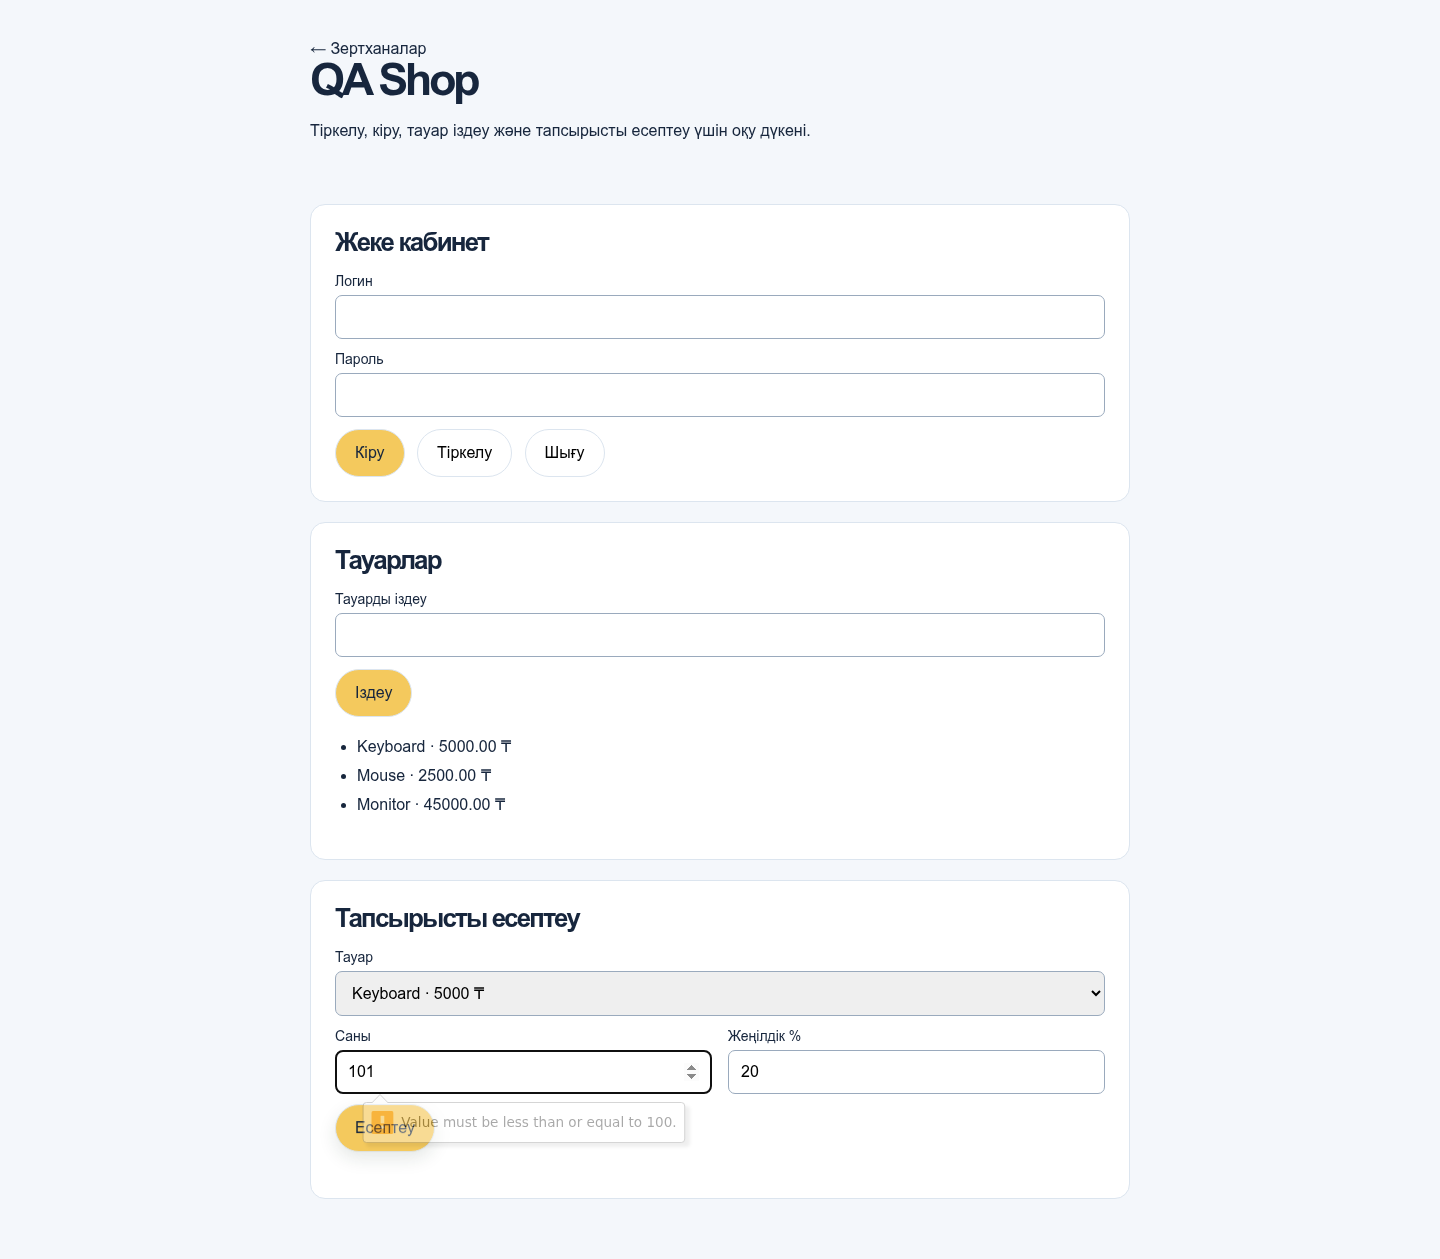 ← Зертханалар
QA Shop
Тіркелу, кіру, тауар іздеу және тапсырысты есептеу үшін оқу дүкені.
Жеке кабинет
Логин
Пароль
Кіру Тіркелу Шығу
Тауарлар
Тауарды іздеу
Іздеу
• Keyboard · 5000.00 ₸
• Mouse · 2500.00 ₸
• Monitor · 45000.00 ₸
Тапсырысты есептеу
Тауар
Keyboard · 5000 ₸
Саны Жеңілдік %
101 20
Есептеу
Value must be less than or equal to 100.